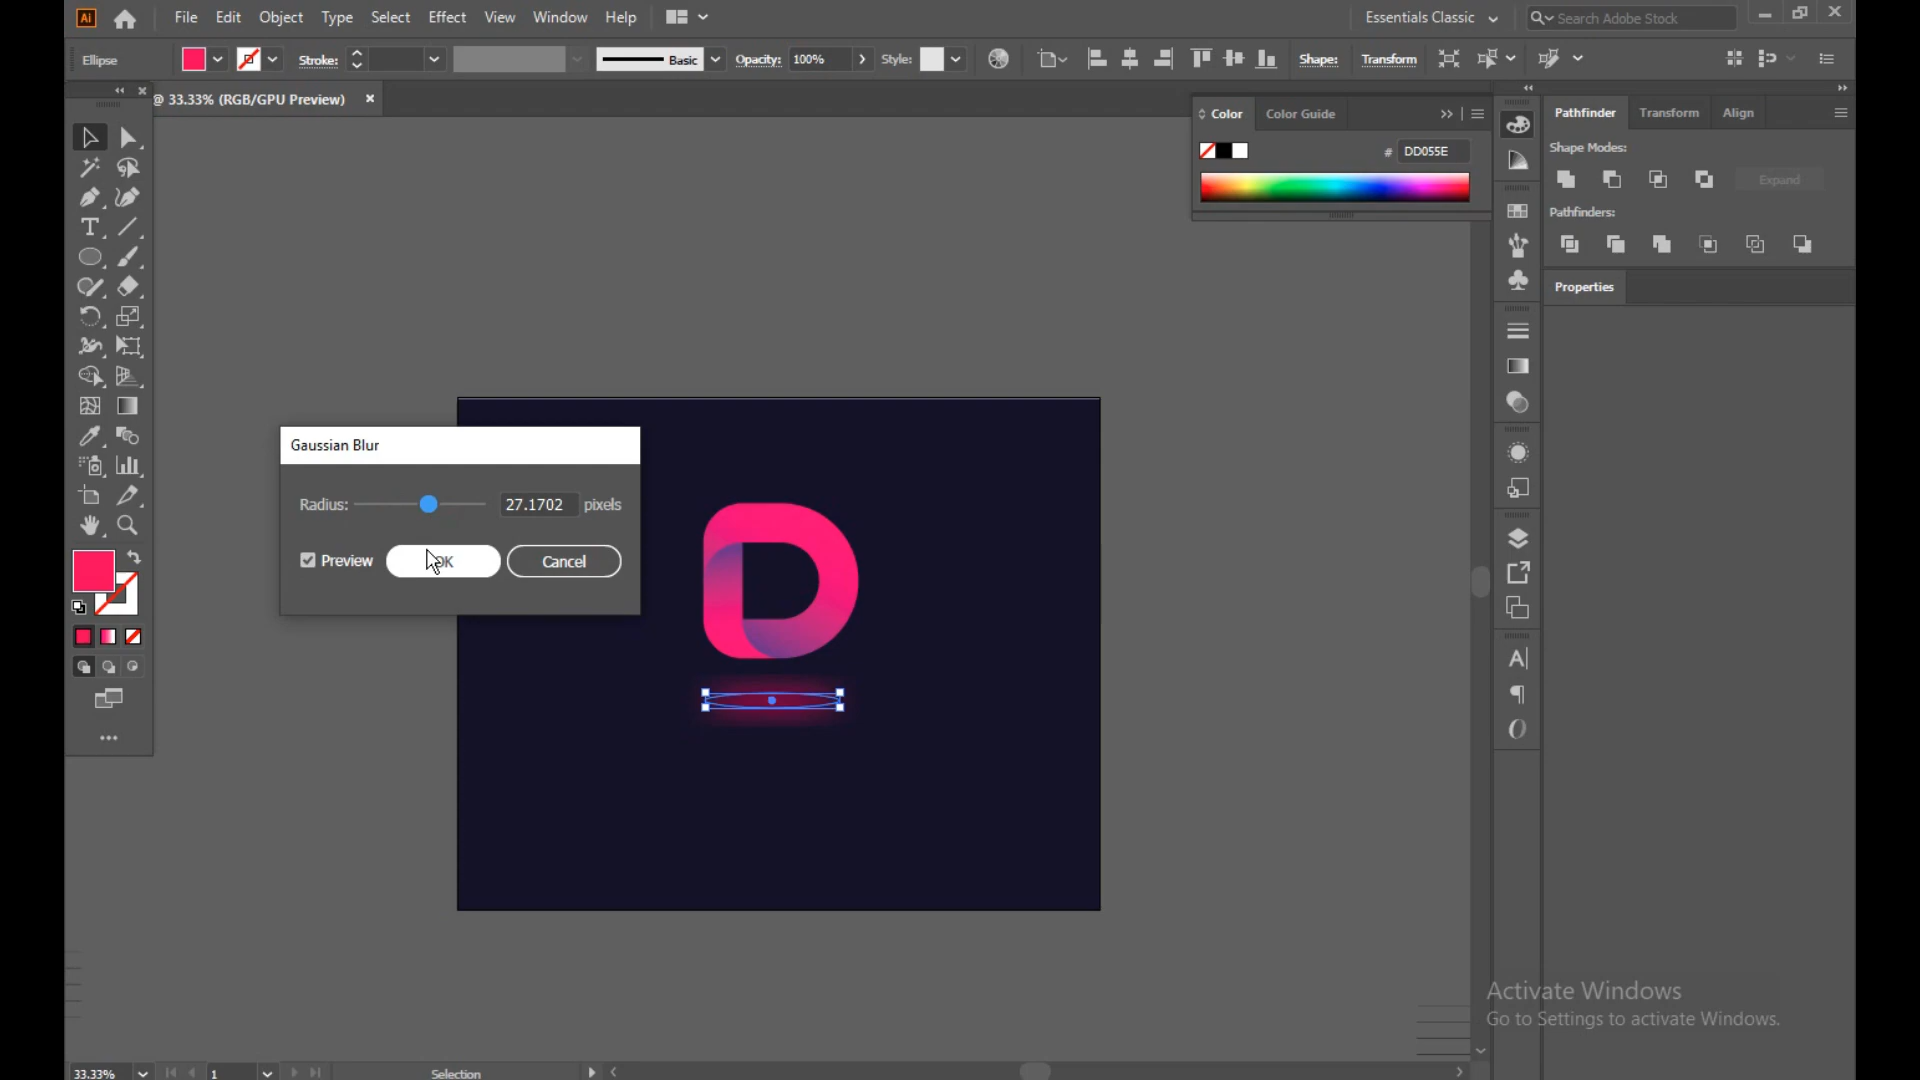 Ai File Edit Object Type Select Effect View Window Help Essentials Classic Search Adobe Stock
Ellipse Stroke: Basic Opacity: 100% Style: Shape: Transform
@ 33.33% (RGB/GPU Preview) ×
Color Color Guide
# DD055E
Pathfinder Transform Align
Shape Modes:
Expand
Pathfinders:
Properties
Gaussian Blur
Radius: 27.1702 pixels
Preview OK Cancel
D
Activate Windows
Go to Settings to activate Windows.
33.33% 1 Selection